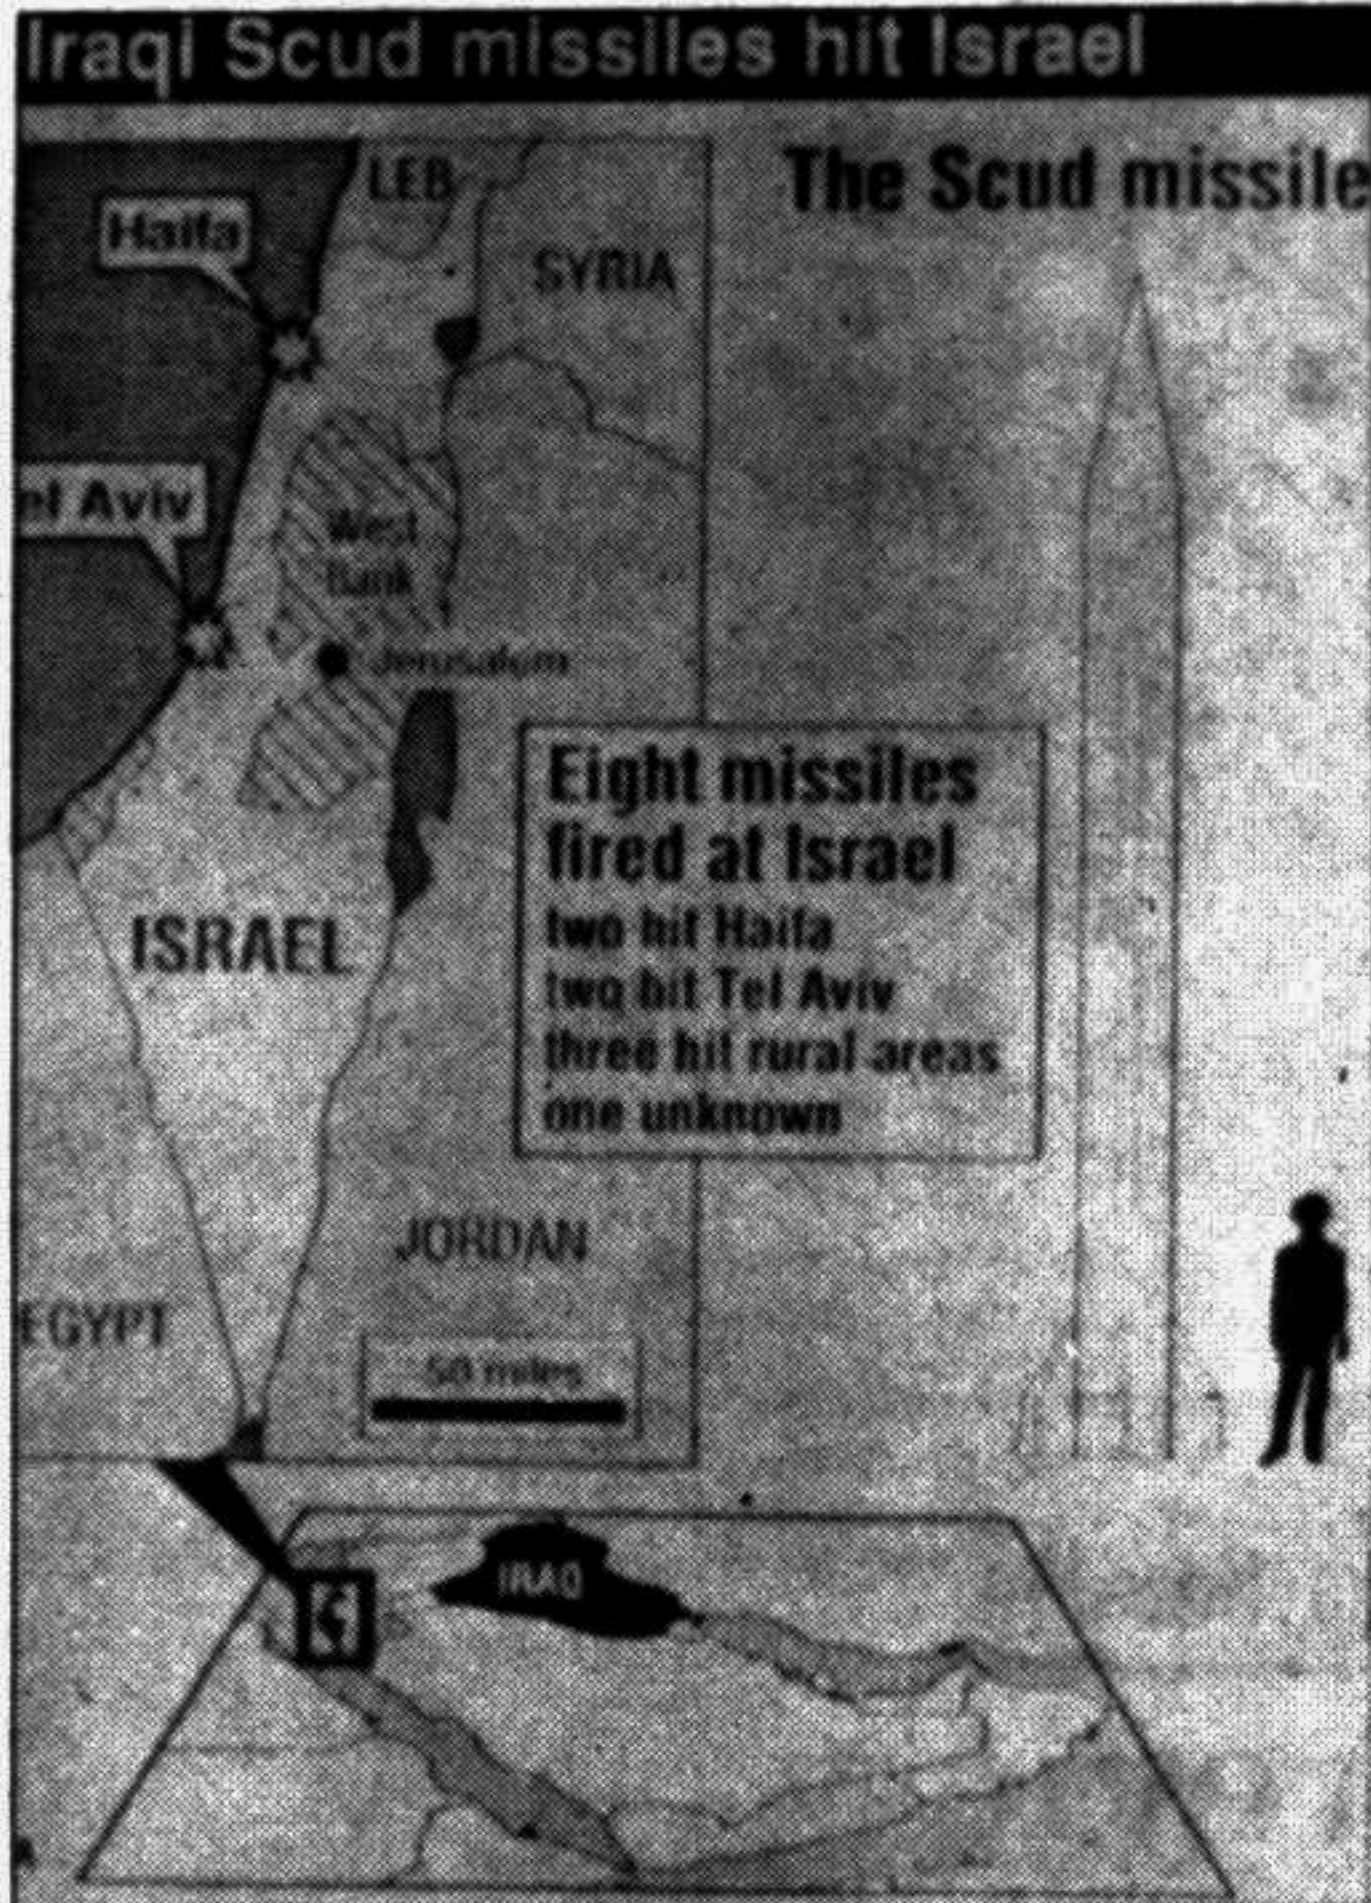 Iraqi Scud missiles hit Israel
LEB
Haifa
SYRIA
The Scud missile
el Aviv
West
Bank
Jerusalem
Eight missiles
fired at Israel
two hit Haifa
two hit Tel Aviv
three hit rural areas
one unknown
ISRAEL
JORDAN
EGYPT
50 miles
IRAQ